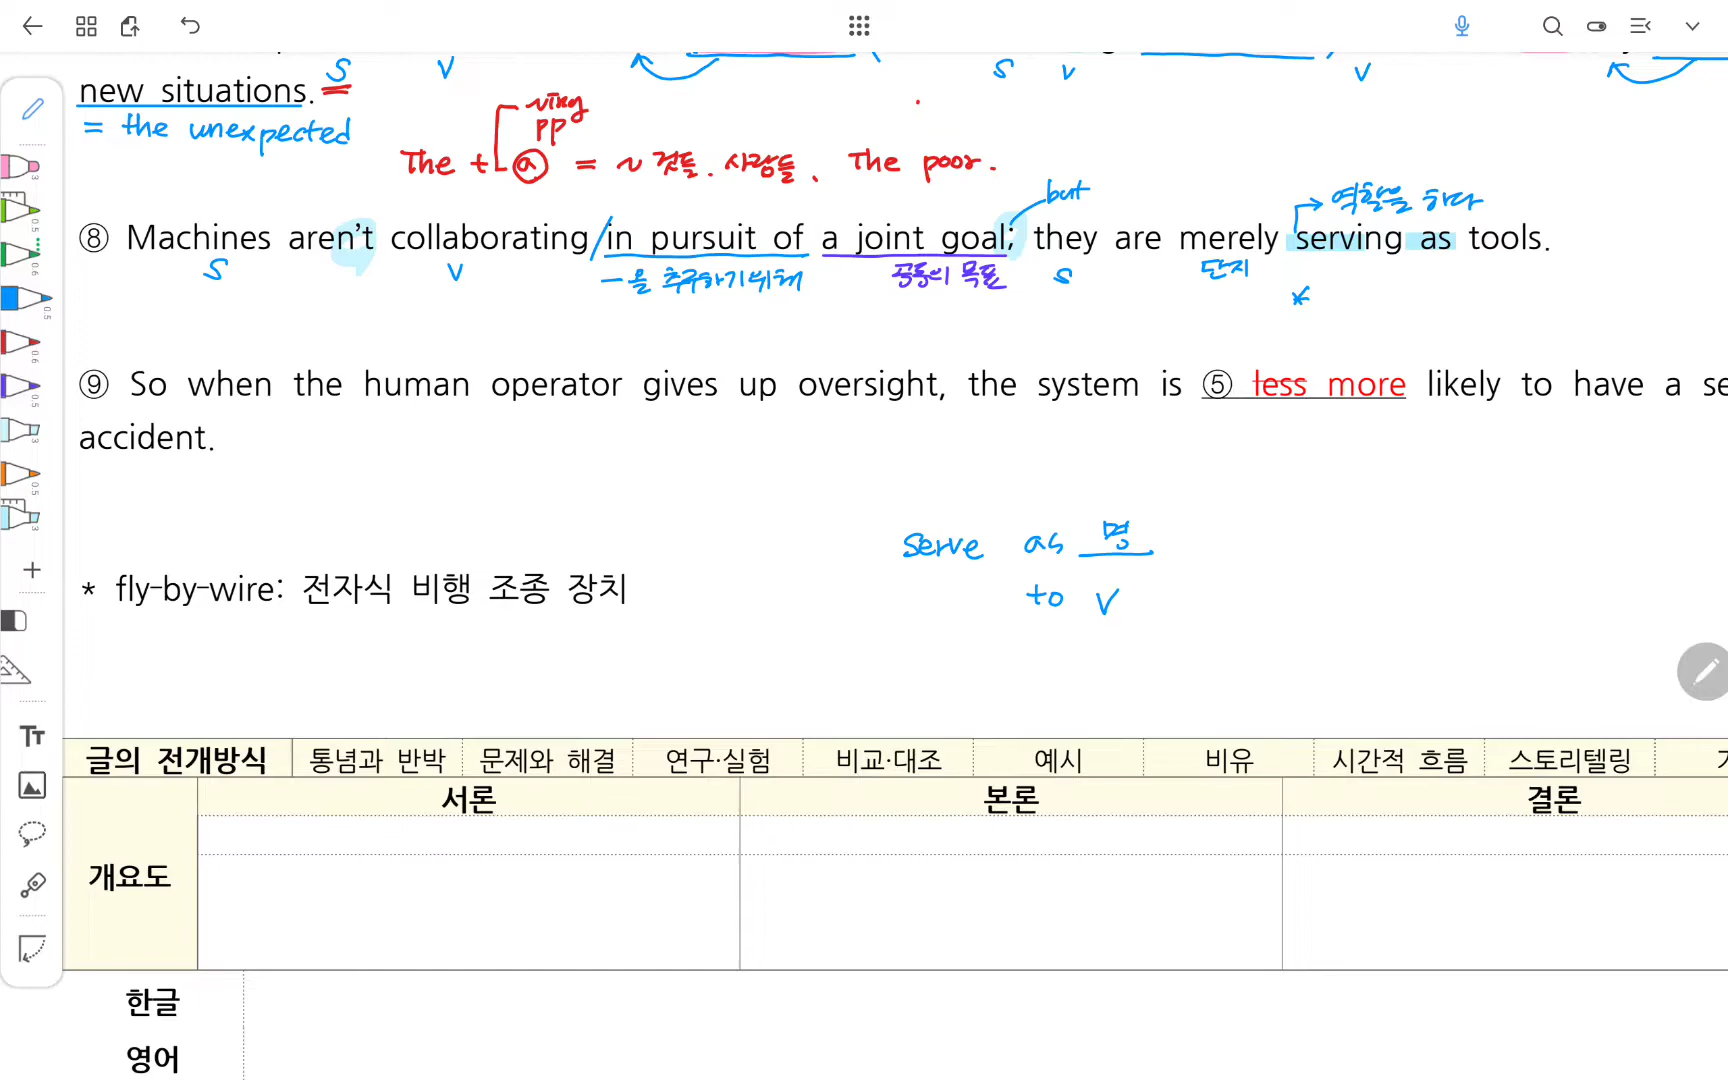 S V S V V
new situations.
= the unexpected
ving
pp
The + ⓐ = ~ 것들. 사람들, The poor.
but
역할을 하다
⑧ Machines aren't collaborating / in pursuit of a joint goal; they are merely serving as tools.
S V ~을 추구하기위해 공동의 목표 S 단지
*
⑨ So when the human operator gives up oversight, the system is ⑤ less more likely to have a se
accident.
serve as 명
to V
* fly-by-wire: 전자식 비행 조종 장치
글의 전개방식 통념과 반박 문제와 해결 연구·실험 비교·대조 예시 비유 시간적 흐름 스토리텔링
서론 본론 결론
개요도
한글
영어